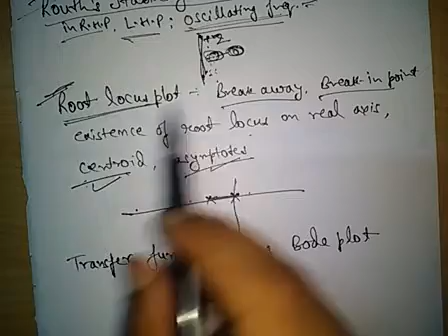 Routh's
in R.H.P, L.H.P; oscillating freq.
Root locus plot - Break away, Break-in point
existence of root locus on real axis,
centroid, asymptotes
Transfer Bode plot